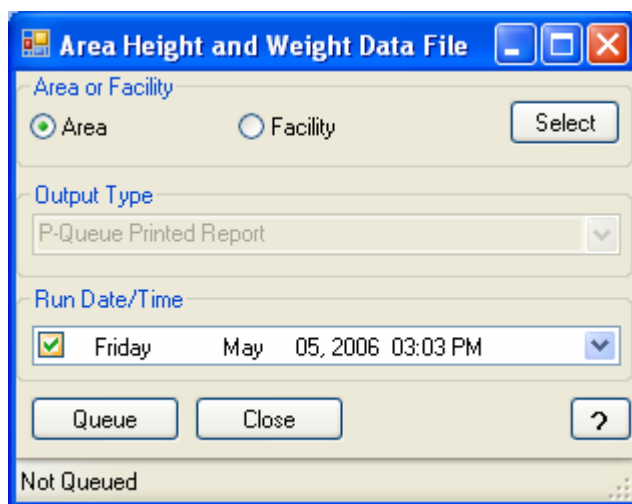 Area Height and Weight Data File
Area or Facility
Area Facility Select
Output Type
P-Queue Printed Report
Run Date/Time
Friday May 05, 2006 03:03 PM
Queue Close ?
Not Queued